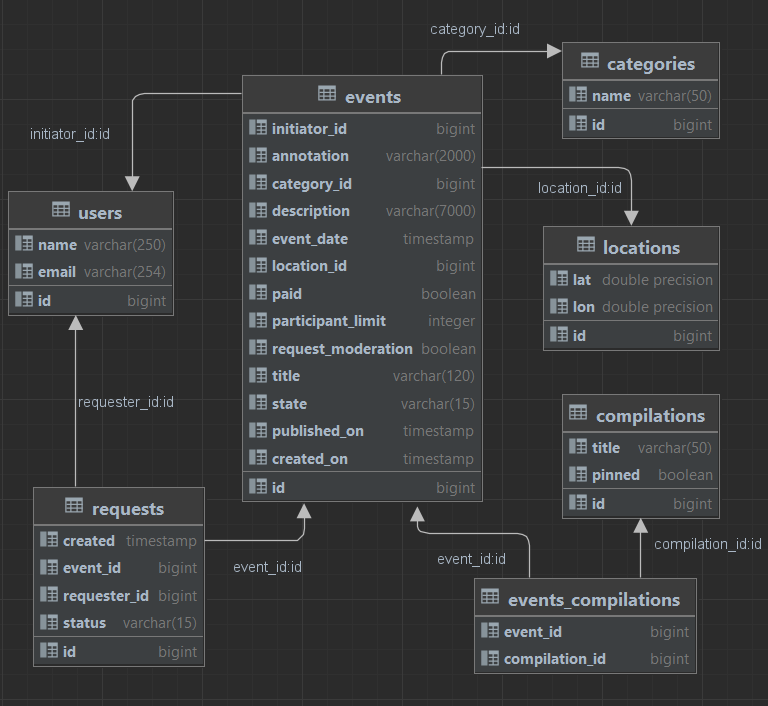 category_id:id
categories
name varchar(50)
id bigint
events
initiator_id bigint
annotation varchar(2000)
category_id bigint
description varchar(7000)
event_date timestamp
location_id bigint
paid boolean
participant_limit integer
request_moderation boolean
title varchar(120)
state varchar(15)
published_on timestamp
created_on timestamp
id bigint
initiator_id:id
location_id:id
users
name varchar(250)
email varchar(254)
id bigint
locations
lat double precision
lon double precision
id bigint
requester_id:id
compilations
title varchar(50)
pinned boolean
id bigint
requests
created timestamp
event_id bigint
requester_id bigint
status varchar(15)
id bigint
event_id:id
event_id:id
compilation_id:id
events_compilations
event_id bigint
compilation_id bigint